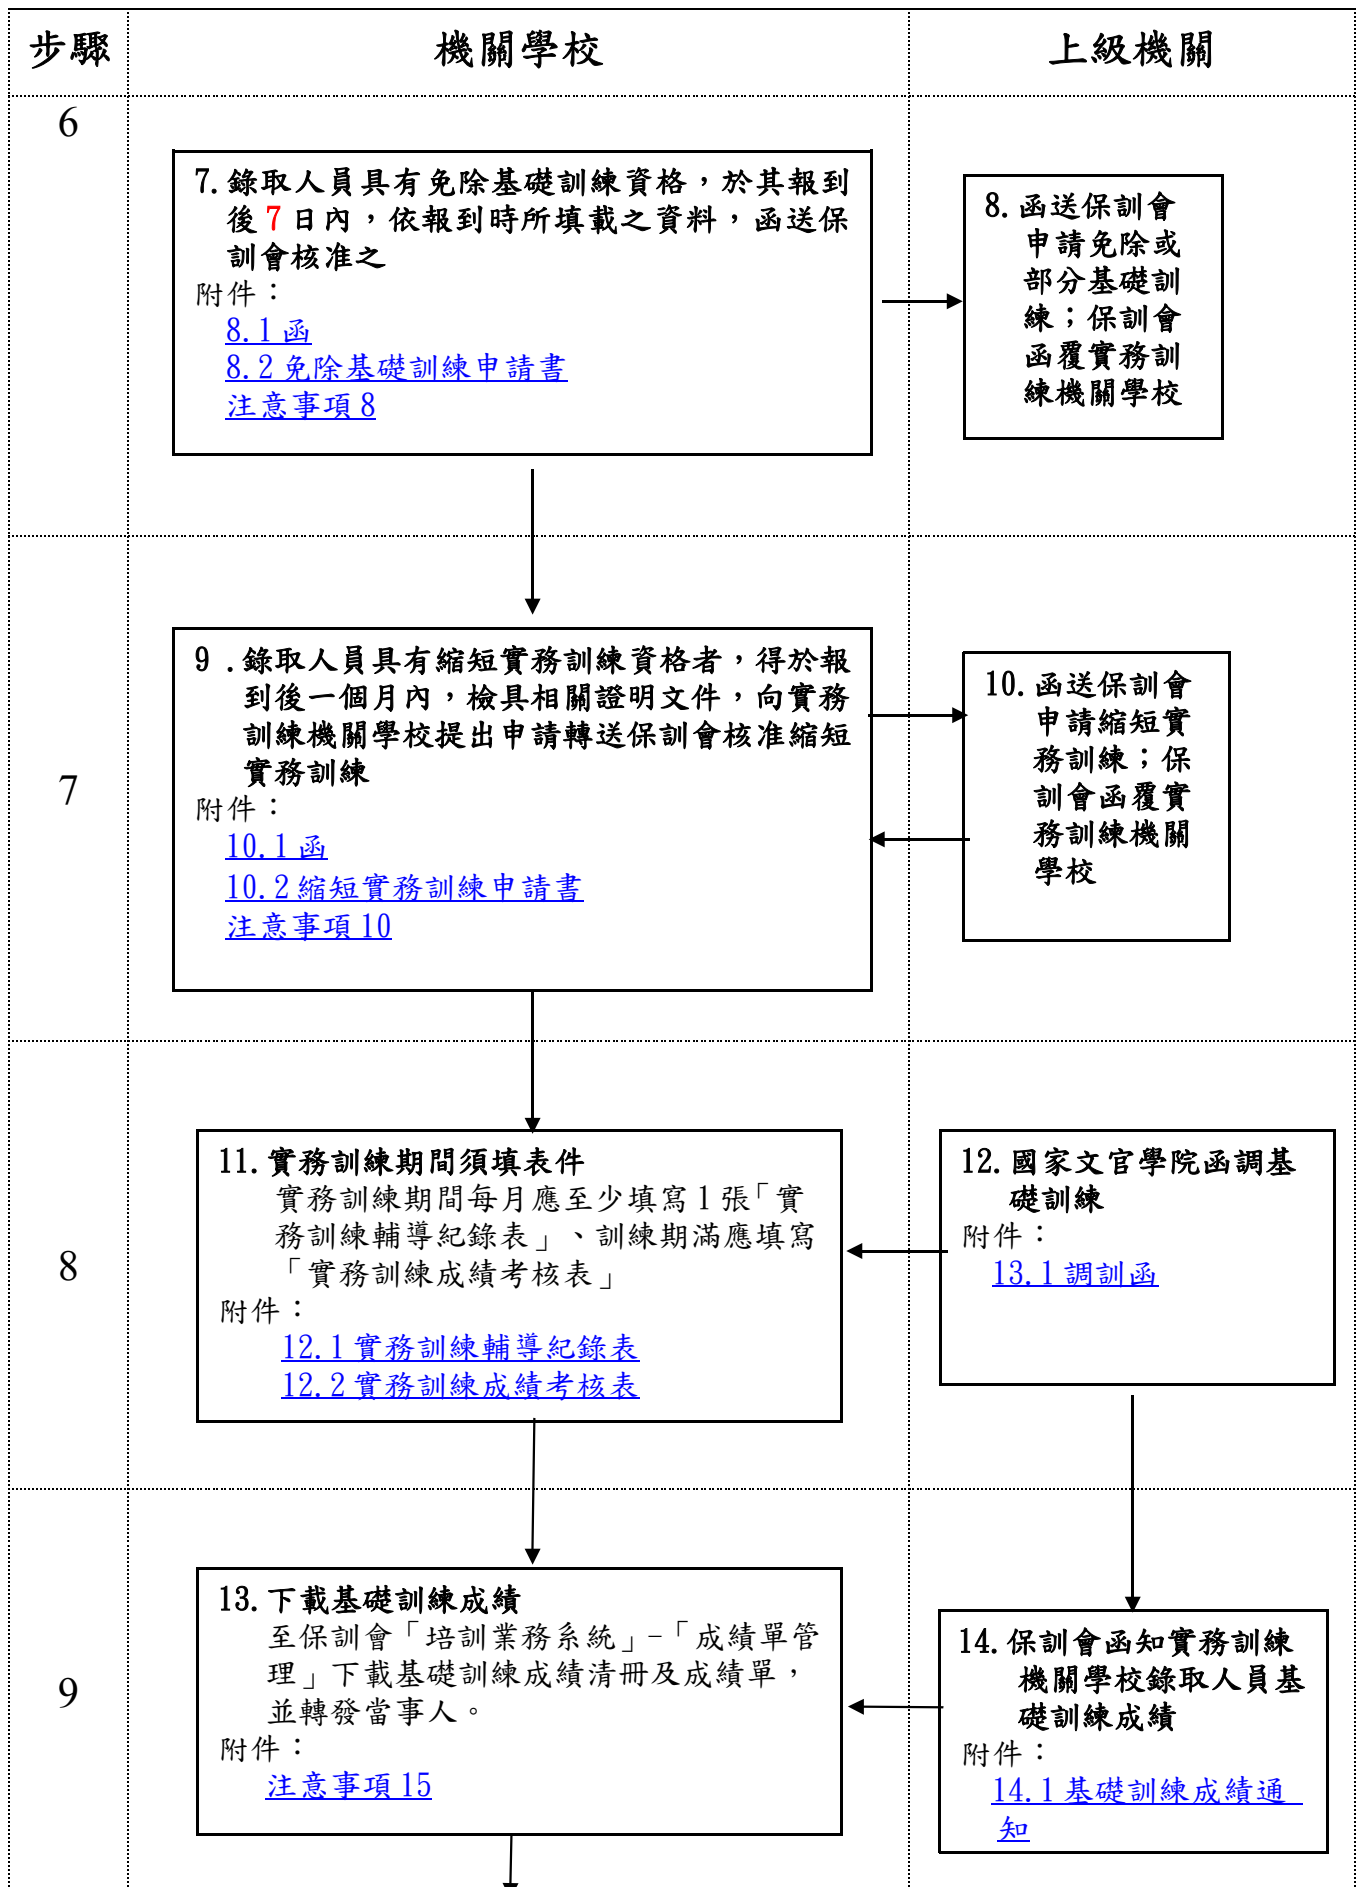 步驟
機關學校
上級機關
6
7.錄取人員具有免除基礎訓練資格，於其報到
後7日內，依報到時所填載之資料，函送保
訓會核准之
附件：
8.1函
8.2免除基礎訓練申請書
注意事項8
8.函送保訓會
申請免除或
部分基礎訓
練；保訓會
函覆實務訓
練機關學校
7
9 .錄取人員具有縮短實務訓練資格者，得於報
到後一個月內，檢具相關證明文件，向實務
訓練機關學校提出申請轉送保訓會核准縮短
實務訓練
附件：
10.1函
10.2縮短實務訓練申請書
注意事項10
10.函送保訓會
申請縮短實
務訓練；保
訓會函覆實
務訓練機關
學校
8
11.實務訓練期間須填表件
實務訓練期間每月應至少填寫1張「實
務訓練輔導紀錄表」、訓練期滿應填寫
「實務訓練成績考核表」
附件：
12.1實務訓練輔導紀錄表
12.2實務訓練成績考核表
12.國家文官學院函調基
礎訓練
附件：
13.1調訓函
9
13.下載基礎訓練成績
至保訓會「培訓業務系統」-「成績單管
理」下載基礎訓練成績清冊及成績單，
並轉發當事人。
附件：
注意事項15
14.保訓會函知實務訓練
機關學校錄取人員基
礎訓練成績
附件：
14.1基礎訓練成績通
知